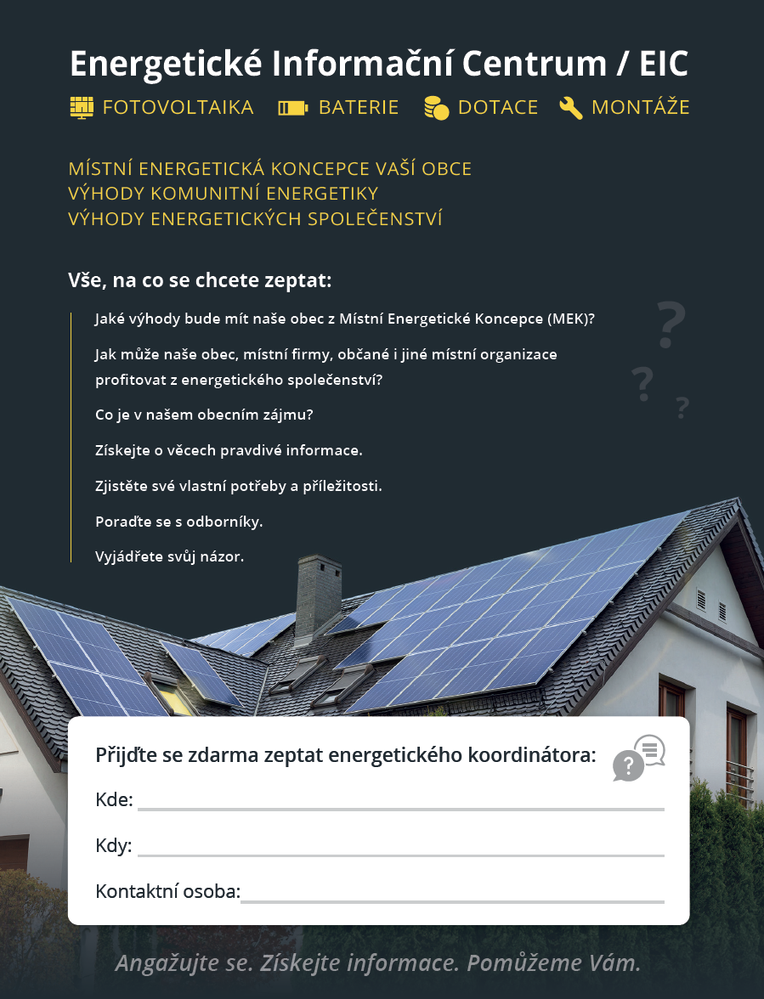 Energetické Informační Centrum / EIC
FOTOVOLTAIKA BATERIE DOTACE MONTÁŽE
MÍSTNÍ ENERGETICKÁ KONCEPCE VAŠÍ OBCE
VÝHODY KOMUNITNÍ ENERGETIKY
VÝHODY ENERGETICKÝCH SPOLEČENSTVÍ
Vše, na co se chcete zeptat:
Jaké výhody bude mít naše obec z Místní Energetické Koncepce (MEK)?
Jak může naše obec, místní firmy, občané i jiné místní organizace
profitovat z energetického společenství?
Co je v našem obecním zájmu?
Získejte o věcech pravdivé informace.
Zjistěte své vlastní potřeby a příležitosti.
Poraďte se s odborníky.
Vyjádřete svůj názor.
?
?
?
Přijďte se zdarma zeptat energetického koordinátora:
?
Kde:
Kdy:
Kontaktní osoba:
Angažujte se. Získejte informace. Pomůžeme Vám.